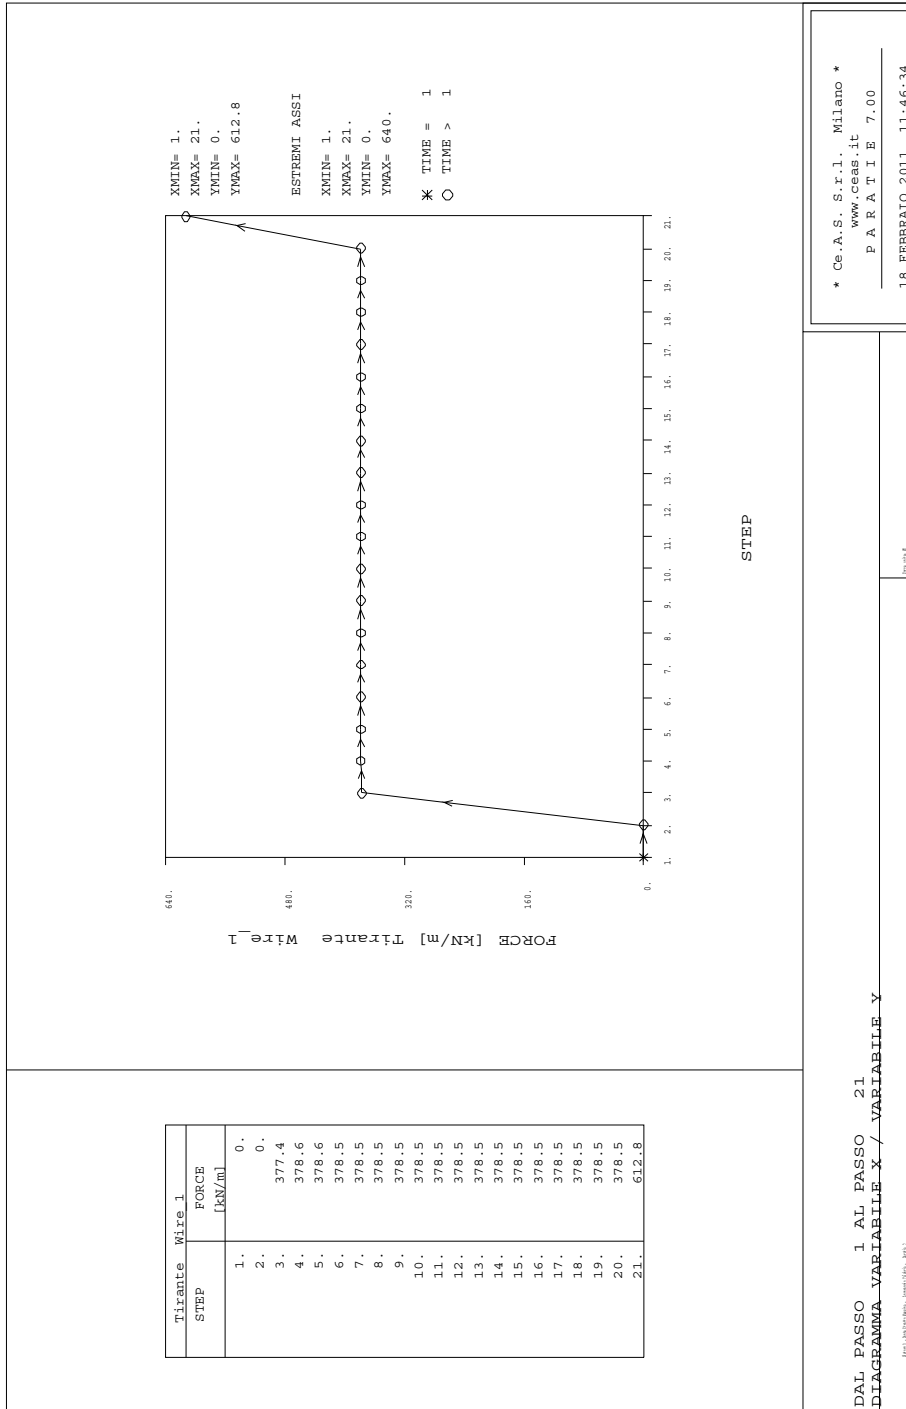 Tirante Wire_1
STEP FORCE
[kN/m]
1. 0.
2. 0.
3. 377.4
4. 378.6
5. 378.6
6. 378.5
7. 378.5
8. 378.5
9. 378.5
10. 378.5
11. 378.5
12. 378.5
13. 378.5
14. 378.5
15. 378.5
16. 378.5
17. 378.5
18. 378.5
19. 378.5
20. 378.5
21. 612.8
FORCE [kN/m] Tirante Wire_1
640.
480.
320.
160.
0.
1. 2. 3. 4. 5. 6. 7. 8. 9. 10. 11. 12. 13. 14. 15. 16. 17. 18. 19. 20. 21.
STEP
XMIN= 1.
XMAX= 21.
YMIN= 0.
YMAX= 612.8
ESTREMI ASSI
XMIN= 1.
XMAX= 21.
YMIN= 0.
YMAX= 640.
TIME = 1
TIME > 1
DAL PASSO 1 AL PASSO 21
DIAGRAMMA VARIABILE X / VARIABILE Y
* Ce.A.S. S.r.l. Milano *
www.ceas.it
P A R A T I E 7.00
18 FEBBRAIO 2011 11:46:34